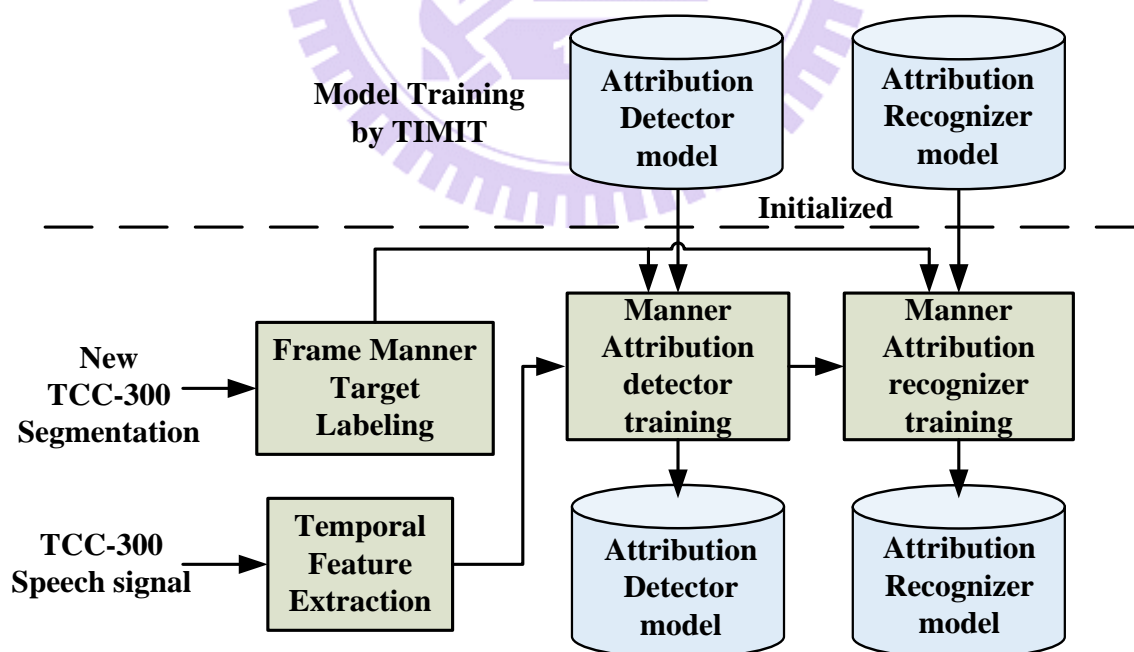 Model Training
by TIMIT
Attribution
Detector
model
Attribution
Recognizer
model
Initialized
New
TCC-300
Segmentation
Frame Manner
Target
Labeling
Manner
Attribution
detector
training
Manner
Attribution
recognizer
training
TCC-300
Speech signal
Temporal
Feature
Extraction
Attribution
Detector
model
Attribution
Recognizer
model